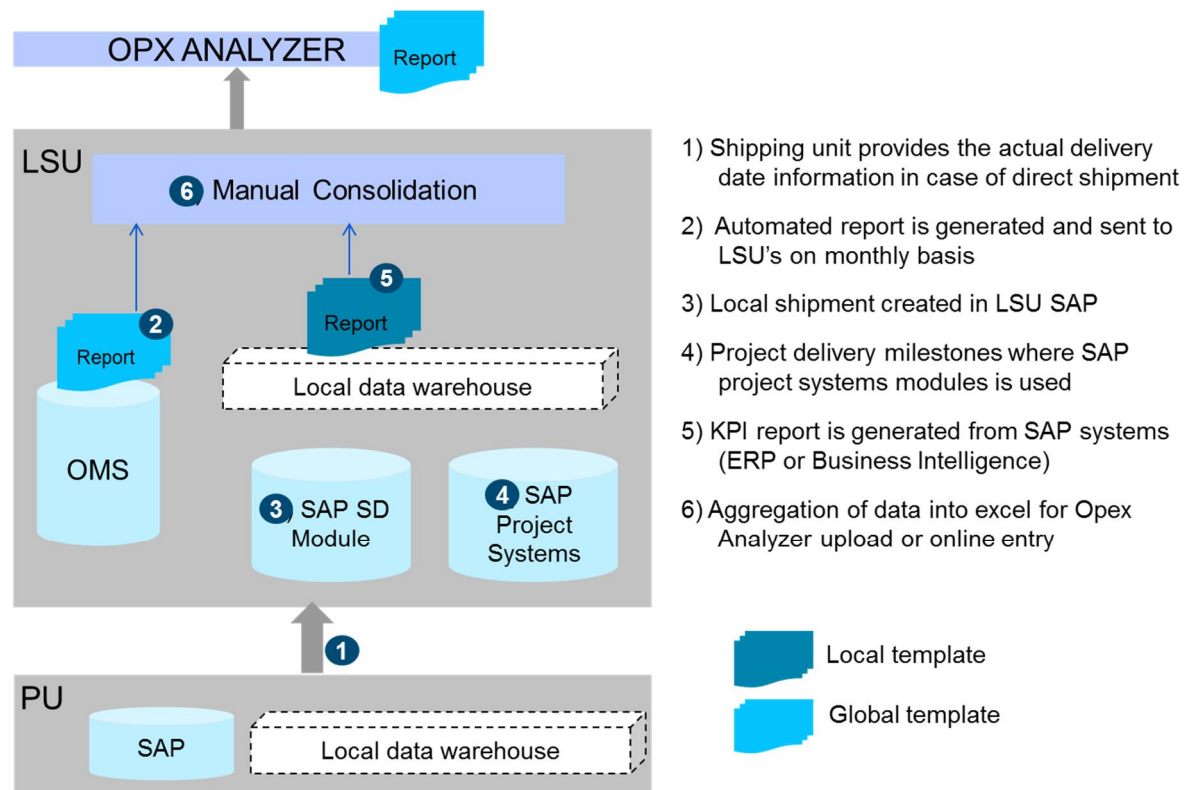 OPX ANALYZER
Report
LSU
6) Manual Consolidation
5
Report
2
Report
Local data warehouse
OMS
3) SAP SD
Module
4) SAP
Project
Systems
1
PU
SAP
Local data warehouse
1) Shipping unit provides the actual delivery
date information in case of direct shipment
2) Automated report is generated and sent to
LSU's on monthly basis
3) Local shipment created in LSU SAP
4) Project delivery milestones where SAP
project systems modules is used
5) KPI report is generated from SAP systems
(ERP or Business Intelligence)
6) Aggregation of data into excel for Opex
Analyzer upload or online entry
Local template
Global template